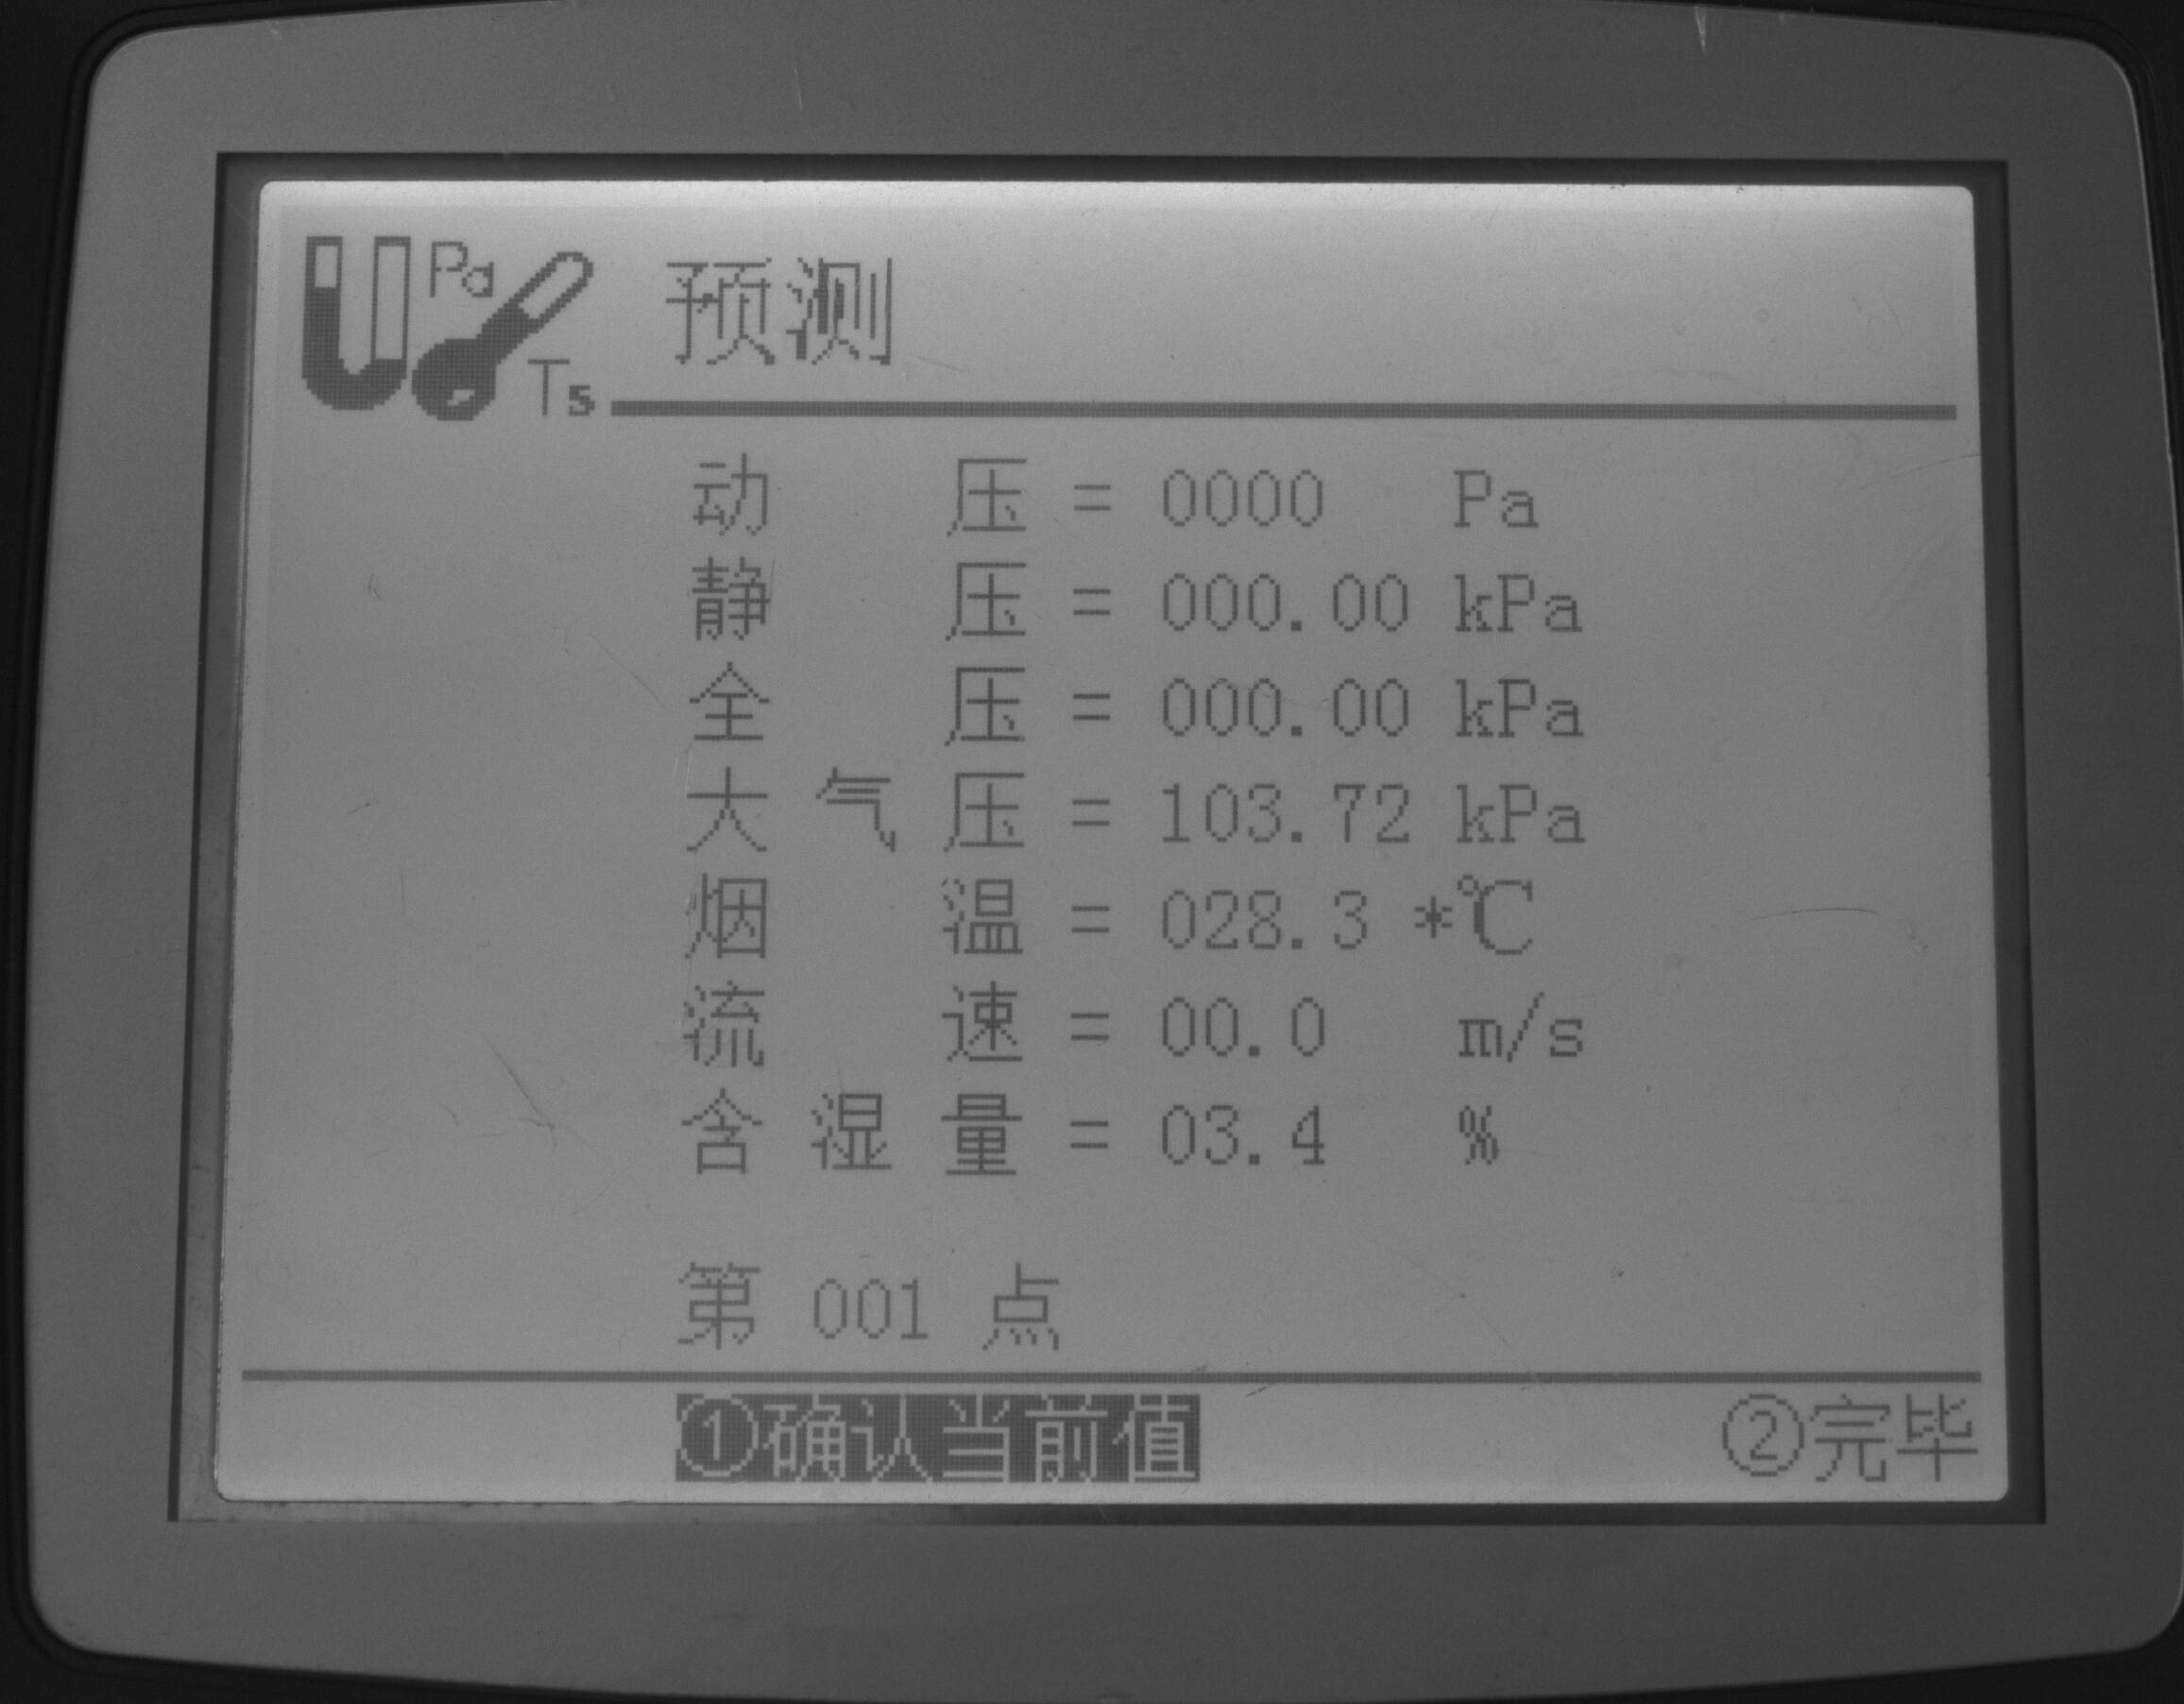 Pa
Ts
预测
动 压 = 0000 Pa
静 压 = 000.00 kPa
全 压 = 000.00 kPa
大 气 压 = 103.72 kPa
烟 温 = 028.3 *℃
流 速 = 00.0 m/s
含 湿 量 = 03.4 %
第 001 点
①确认当前值 ②完毕